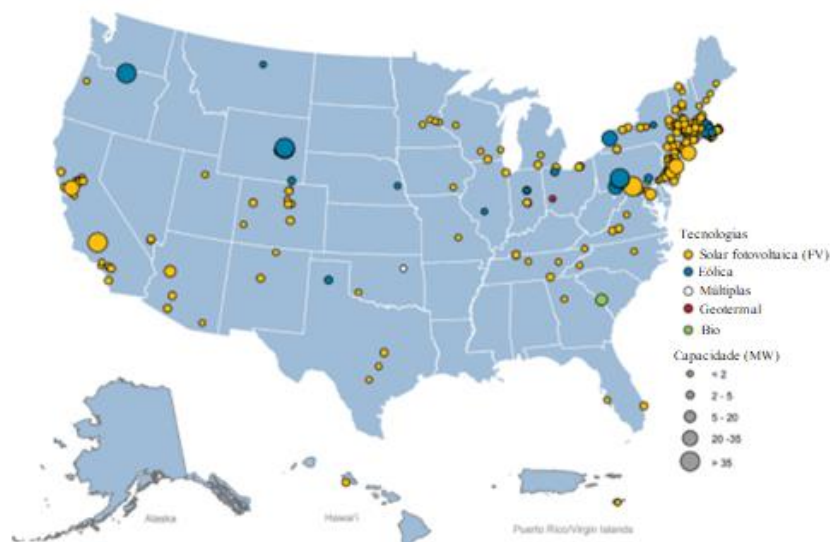 Tecnologias
Solar fotovoltaica (FV)
Eólica
Múltiplas
Geotermal
Bio
Capacidade (MW)
< 2
2 - 5
5 - 20
20 -35
> 35
Alaska
Hawai'i
Puerto Rico/Virgin Islands